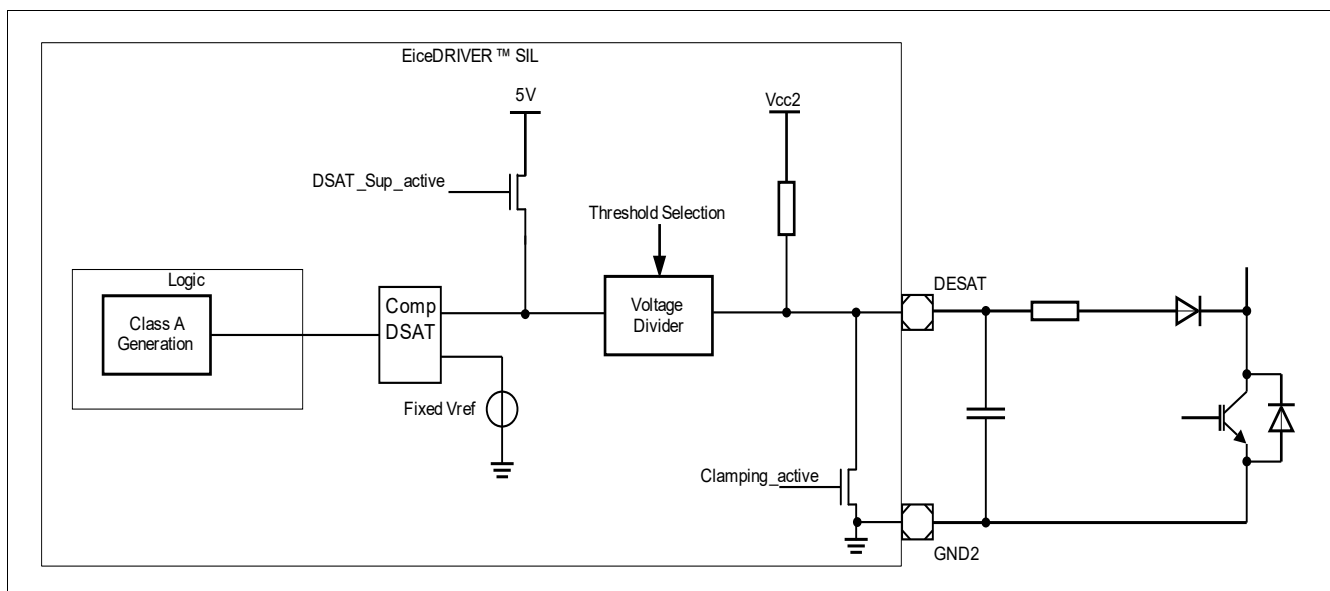 EiceDRIVER ™ SIL
5V
Vcc2
DSAT_Sup_active
Threshold Selection
Logic
DESAT
Class A
Generation
Comp
DSAT
Voltage
Divider
Fixed Vref
Clamping_active
GND2